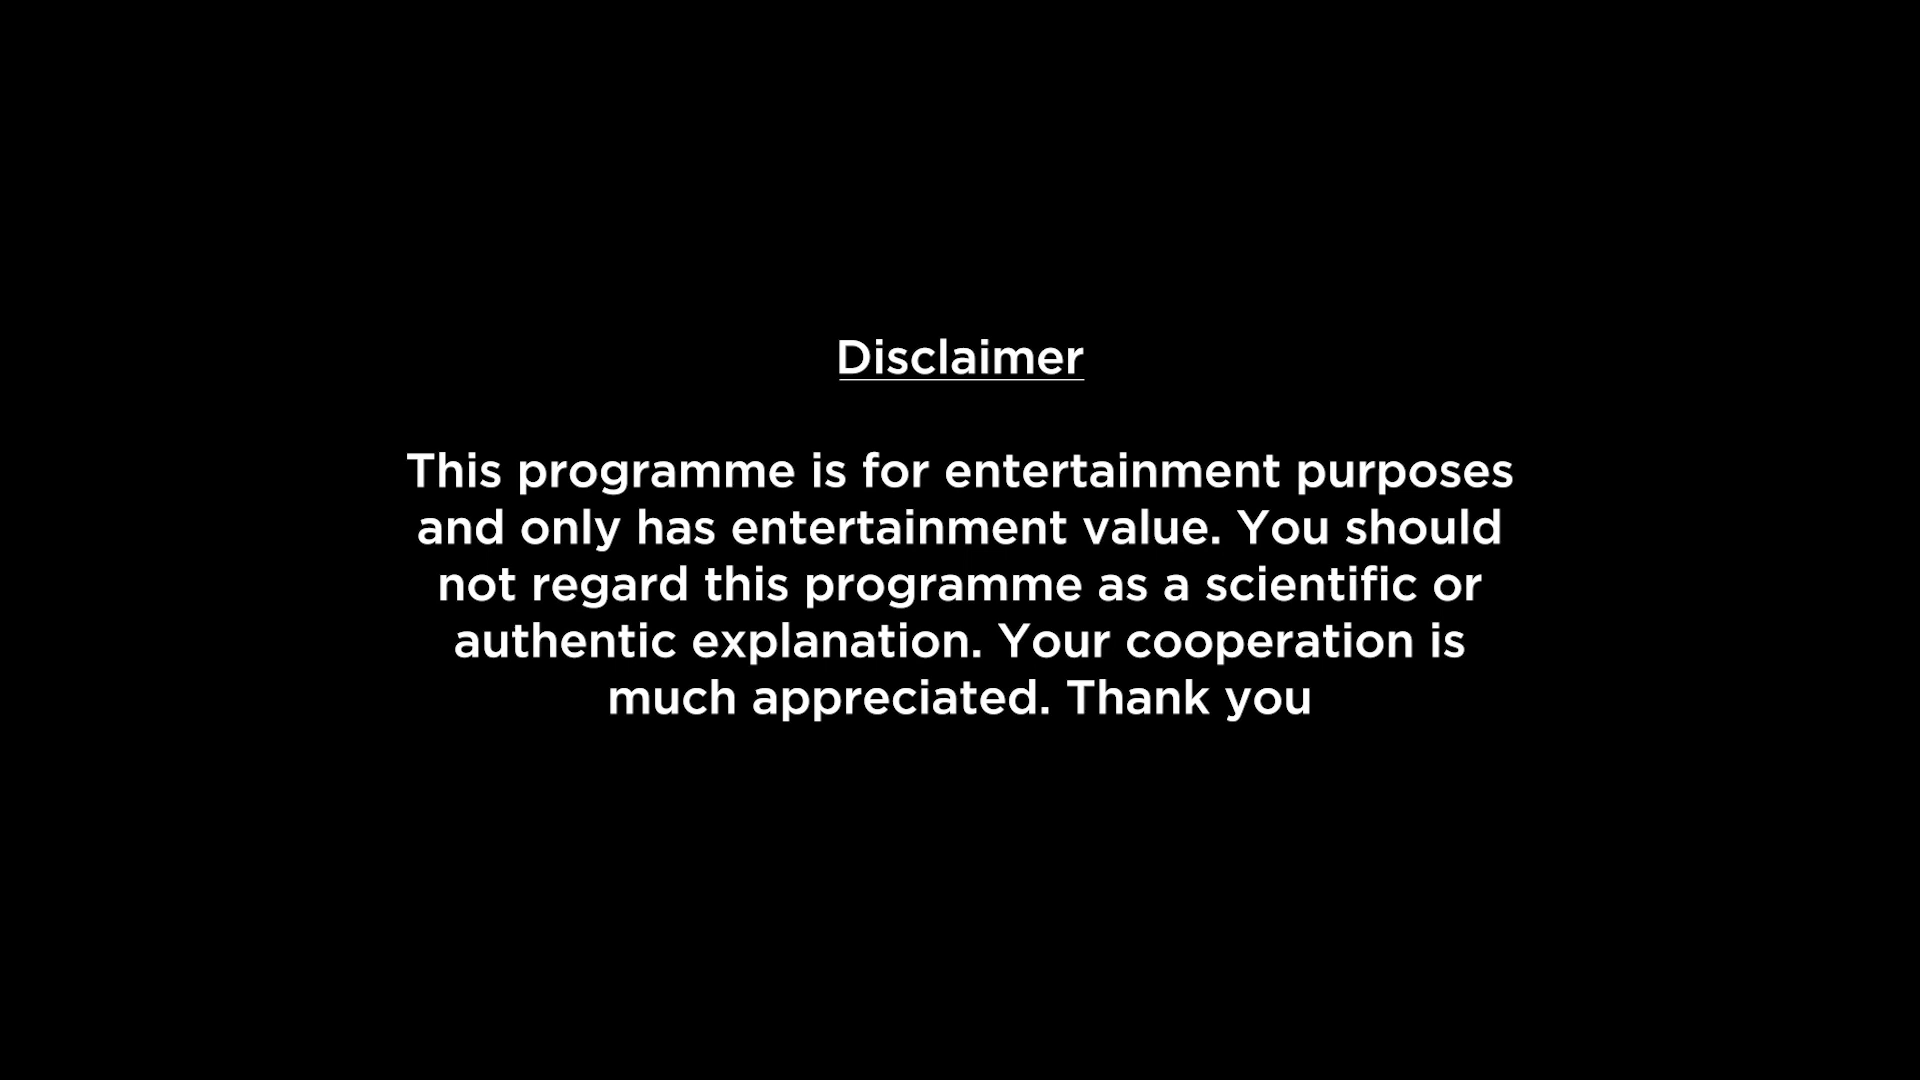 Disclaimer
This programme is for entertainment purposes
and only has entertainment value. You should
not regard this programme as a scientific or
authentic explanation. Your cooperation is
much appreciated. Thank you